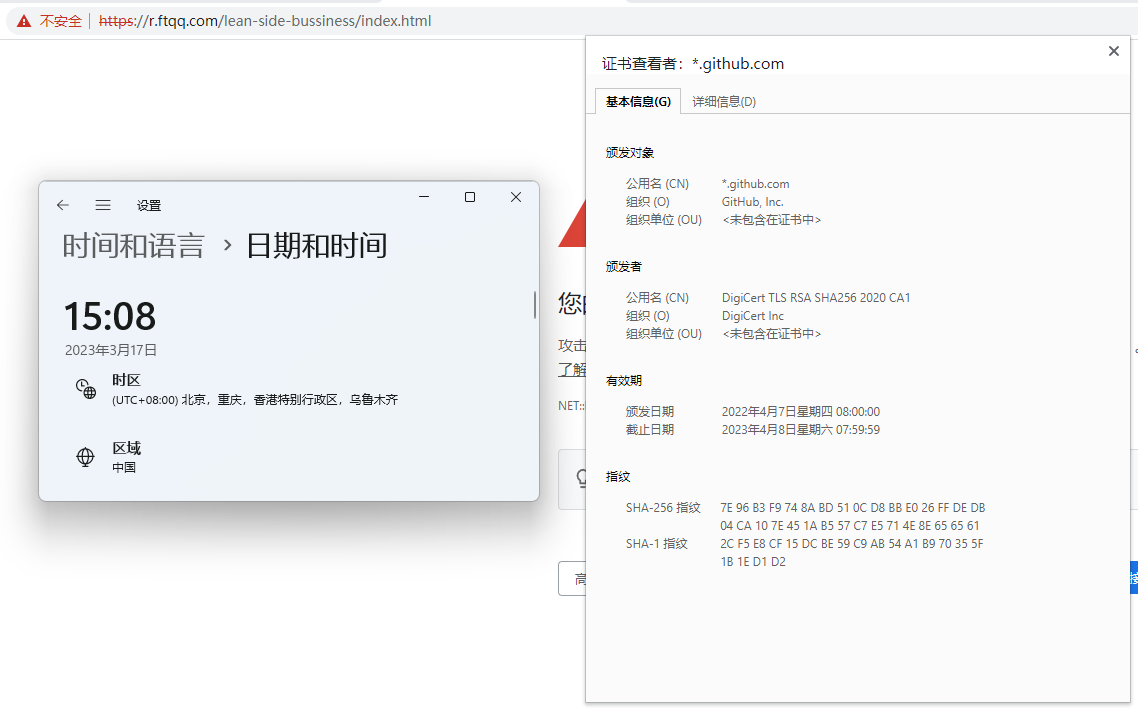 不安全 | https://r.ftqq.com/lean-side-bussiness/index.html
设置
时间和语言 › 日期和时间
15:08
2023年3月17日
时区
(UTC+08:00) 北京，重庆，香港特别行政区，乌鲁木齐
区域
中国
攻击
了解
NET::
高
证书查看者：*.github.com
基本信息(G) 详细信息(D)
颁发对象
公用名 (CN) *.github.com
组织 (O) GitHub, Inc.
组织单位 (OU) <未包含在证书中>
颁发者
公用名 (CN) DigiCert TLS RSA SHA256 2020 CA1
组织 (O) DigiCert Inc
组织单位 (OU) <未包含在证书中>
有效期
颁发日期 2022年4月7日星期四 08:00:00
截止日期 2023年4月8日星期六 07:59:59
指纹
SHA-256 指纹 7E 96 B3 F9 74 8A BD 51 0C D8 BB E0 26 FF DE DB
04 CA 10 7E 45 1A B5 57 C7 E5 71 4E 8E 65 65 61
SHA-1 指纹 2C F5 E8 CF 15 DC BE 59 C9 AB 54 A1 B9 70 35 5F
1B 1E D1 D2